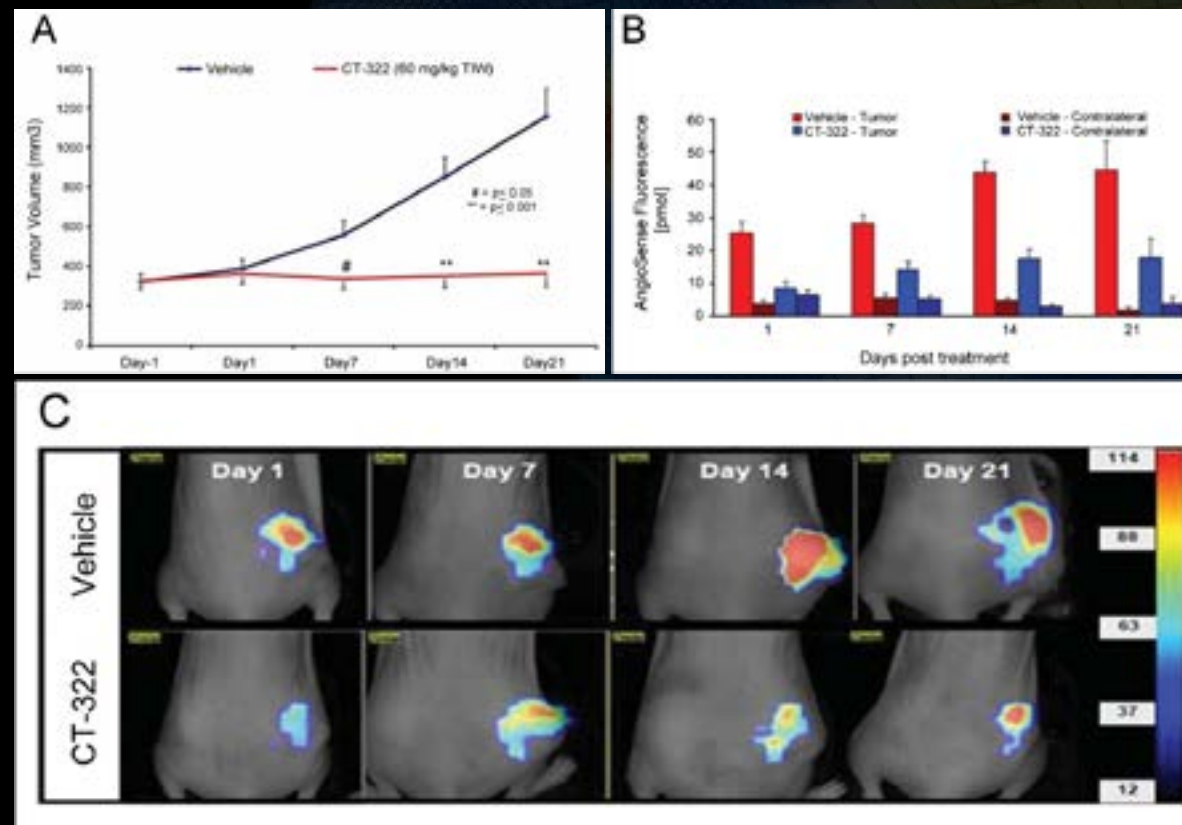 A
Vehicle
CT-322 (60 mg/kg TIW)
Tumor Volume (mm3)
1400
1200
1000
800
600
400
200
0
# = p≤ 0.05
** = p≤ 0.001
#
**
**
Day-1
Day1
Day7
Day14
Day21
B
Vehicle - Tumor
Vehicle - Contralateral
CT-322 - Tumor
CT-322 - Contralateral
AngioSense Fluorescence
[pmol]
60
50
40
30
20
10
0
1
7
14
21
Days post treatment
C
Vehicle
CT-322
Day 1
Day 7
Day 14
Day 21
114
88
63
37
12